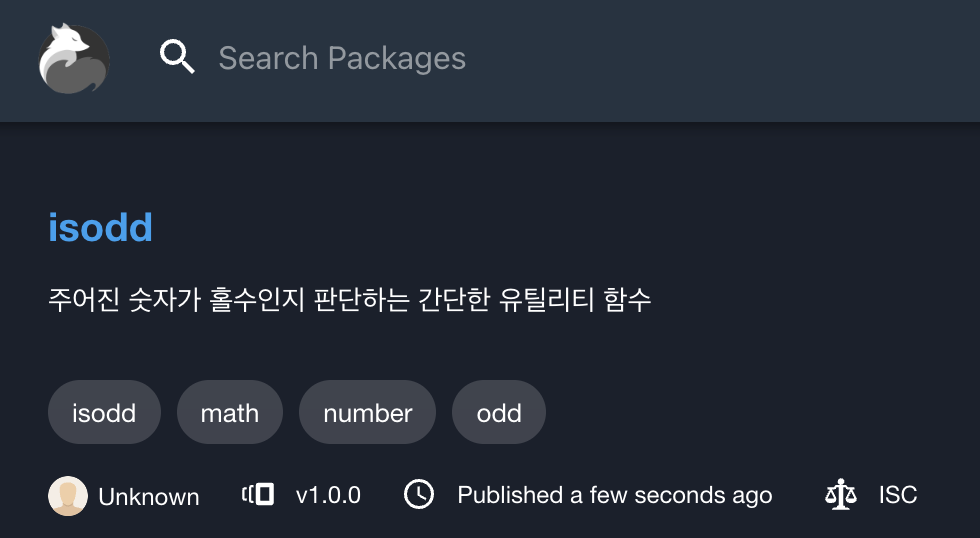 Search Packages
isodd
주어진 숫자가 홀수인지 판단하는 간단한 유틸리티 함수
isodd math number odd
Unknown v1.0.0 Published a few seconds ago ISC